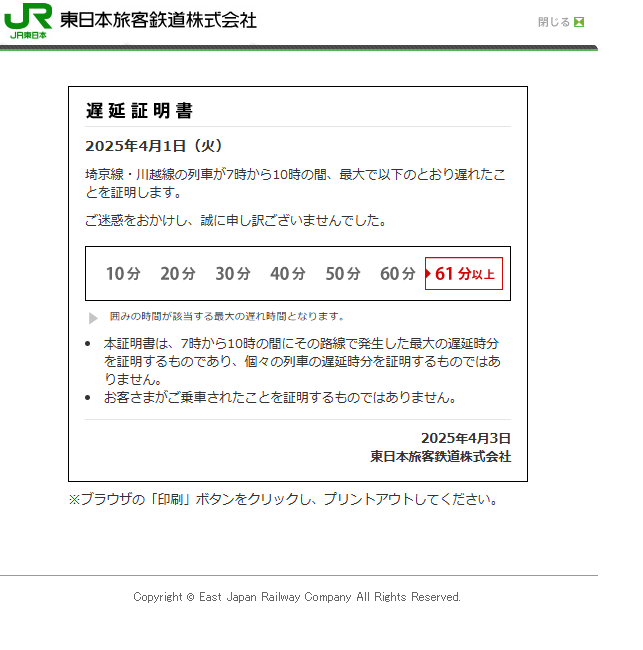 JR 東日本旅客鉄道株式会社
JR東日本
閉じる
遅延証明書
2025年4月1日（火）
埼京線・川越線の列車が7時から10時の間、最大で以下のとおり遅れたこ
とを証明します。
ご迷惑をおかけし、誠に申し訳ございませんでした。
10分 20分 30分 40分 50分 60分 61分以上
囲みの時間が該当する最大の遅れ時間となります。
本証明書は、7時から10時の間にその路線で発生した最大の遅延時分
を証明するものであり、個々の列車の遅延時分を証明するものではあ
りません。
お客さまがご乗車されたことを証明するものではありません。
2025年4月3日
東日本旅客鉄道株式会社
※ブラウザの「印刷」ボタンをクリックし、プリントアウトしてください。
Copyright © East Japan Railway Company All Rights Reserved.